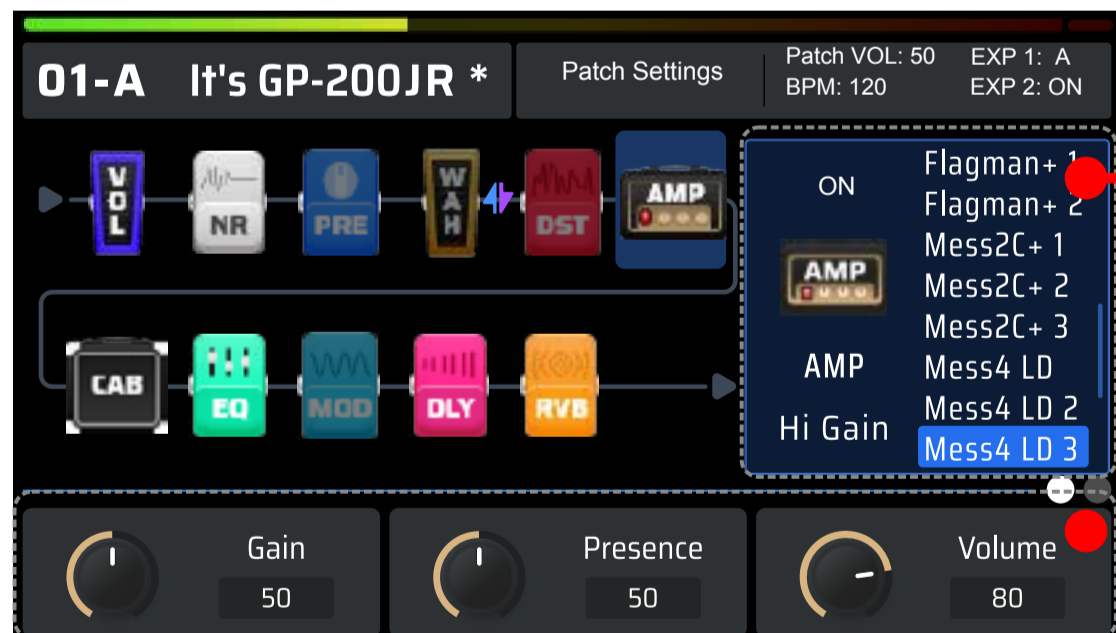 01-A It's GP-200JR *
Patch Settings
Patch VOL: 50 EXP 1: A
BPM: 120 EXP 2: ON
VOL
NR
PRE
WAH
DST
AMP
CAB
EQ
MOD
DLY
RVB
ON
AMP
AMP
Hi Gain
Flagman+ 1
Flagman+ 2
Mess2C+ 1
Mess2C+ 2
Mess2C+ 3
Mess4 LD
Mess4 LD 2
Mess4 LD 3
Gain
50
Presence
50
Volume
80